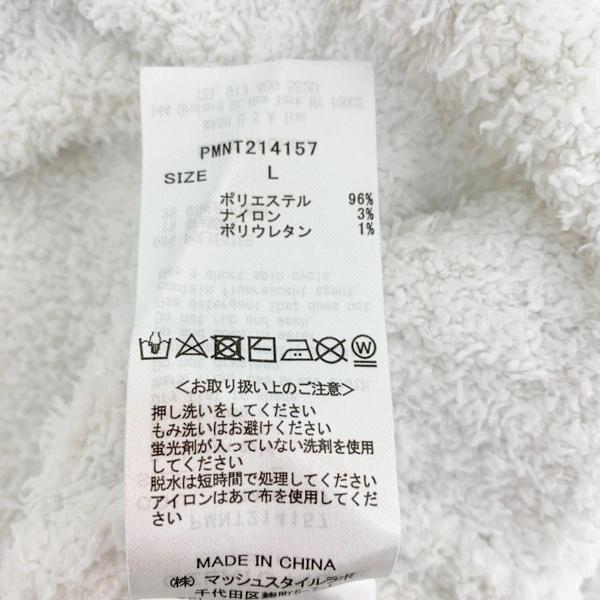 PMNT214157
SIZE L
ポリエステル 96%
ナイロン 3%
ポリウレタン 1%
W
<お取り扱い上のご注意>
押し洗いをしてください
もみ洗いはお避けください
蛍光剤が入っていない洗剤を使用
してください
脱水は短時間で処理してください
アイロンはあて布を使用してくだ
さい
MADE IN CHINA
(株) マッシュスタイルラボ
千代田区麹町